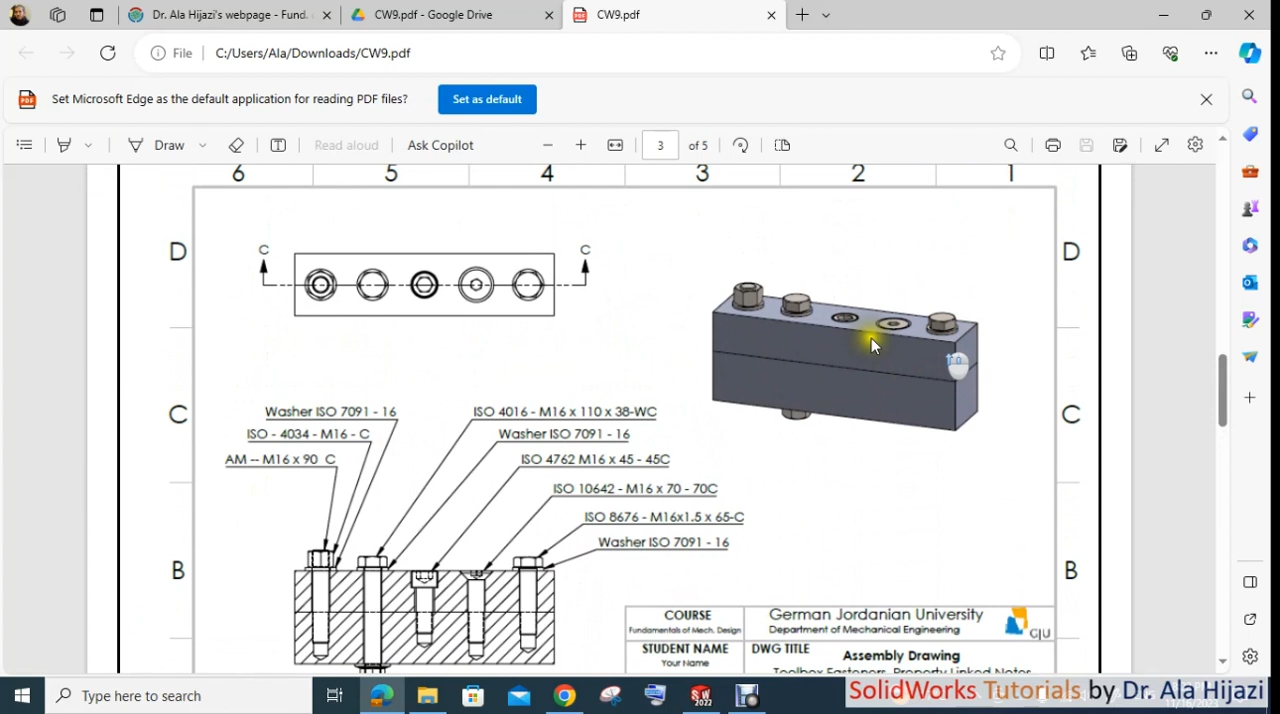 Dr. Ala Hijazi's webpage - Fund.
CW9.pdf - Google Drive
CW9.pdf
File
C:/Users/Ala/Downloads/CW9.pdf
Set Microsoft Edge as the default application for reading PDF files?
Set as default
Draw
Read aloud
Ask Copilot
3
of 5
6 5 4 3 2 1
D
D
C
C
Washer ISO 7091 - 16
ISO - 4034 - M16 - C
AM -- M16 x 90 C
ISO 4016 - M16 x 110 x 38-WC
Washer ISO 7091 - 16
ISO 4762 M16 x 45 - 45C
ISO 10642 - M16 x 70 - 70C
ISO 8676 - M16x1.5 x 65-C
Washer ISO 7091 - 16
C
C
B
B
COURSE
Fundamentals of Mech. Design
German Jordanian University
Department of Mechanical Engineering
GJU
STUDENT NAME
Your Name
DWG TITLE
Assembly Drawing
Toolbox Fasteners, Property Linked Notes
Type here to search
SolidWorks Tutorials by Dr. Ala Hijazi